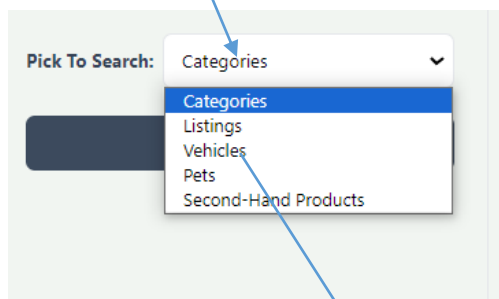 Pick To Search: Categories
Categories
Listings
Vehicles
Pets
Second-Hand Products